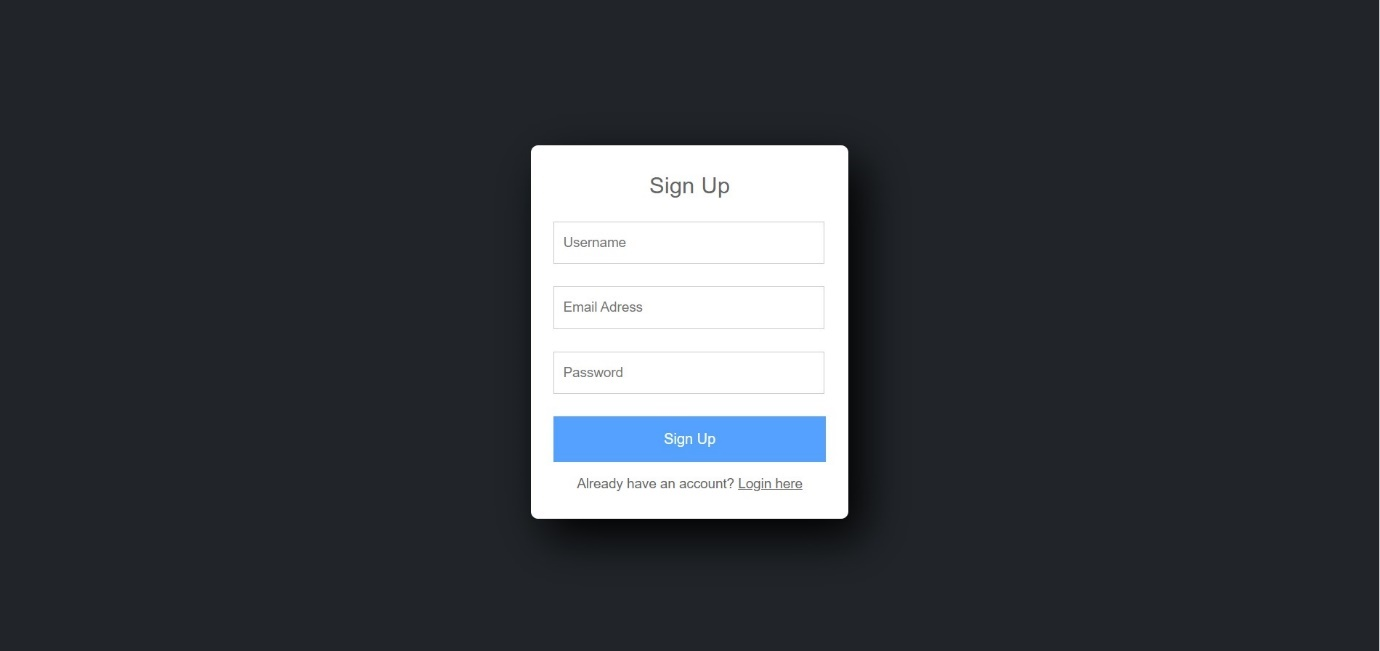 Sign Up
Username
Email Adress
Password
Sign Up
Already have an account? Login here